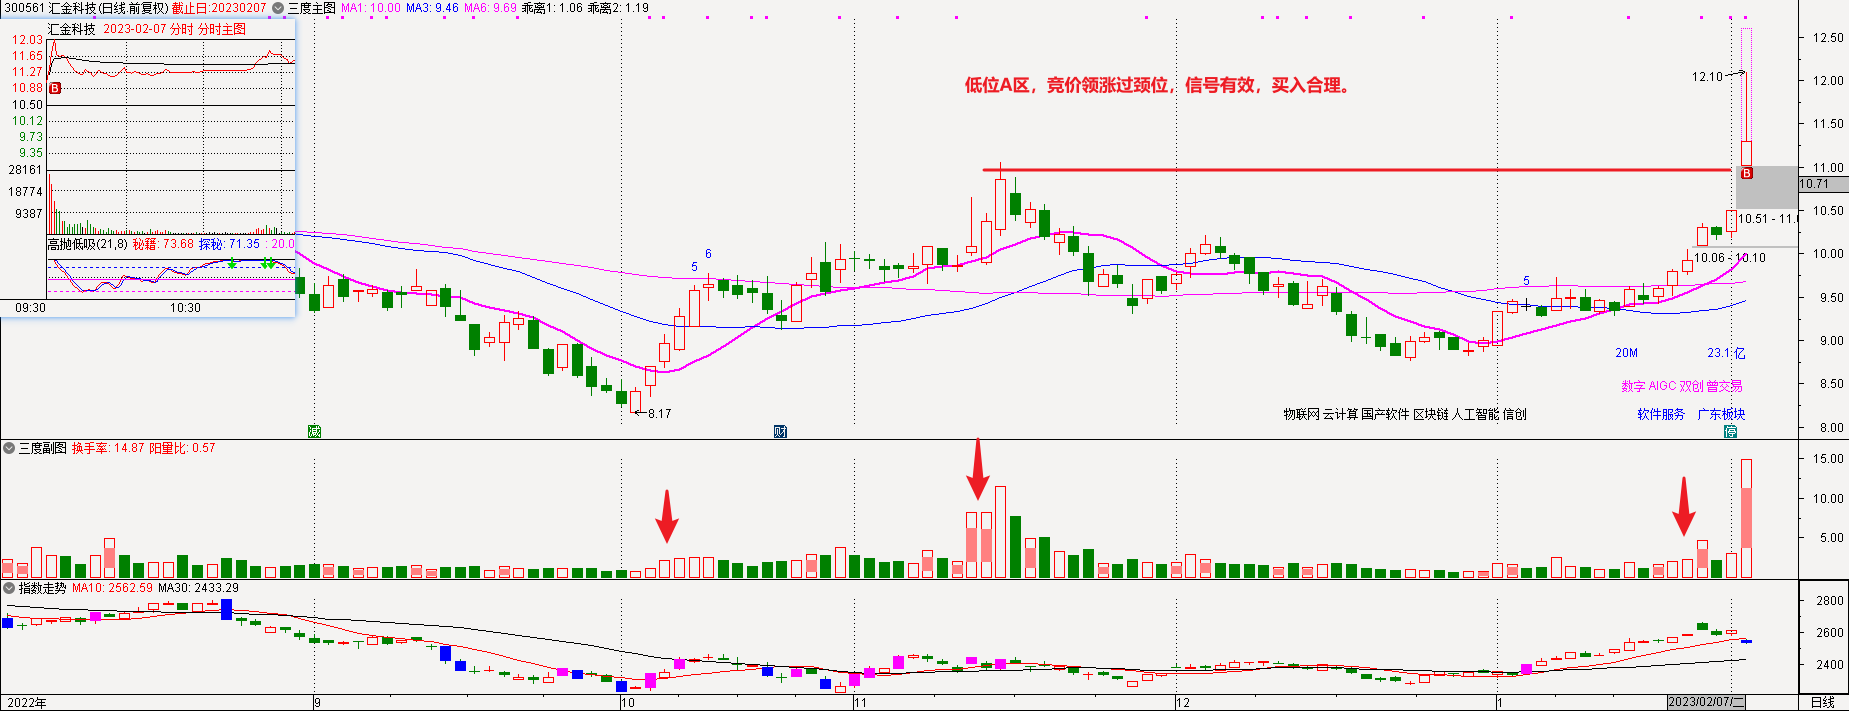 300561 汇金科技(日线.前复权) 截止日:20230207 三度主图 MA1: 10.00 MA3: 9.46 MA6: 9.69 乖离1: 1.06 乖离2: 1.19
汇金科技 2023-02-07 分时 分时主图
12.03
11.65
11.27
10.88
B
10.50
10.12
9.73
9.35
28161
18774
9387
高抛低吸(21,8) 秘籍: 73.68 探秘: 71.35 : 20.0
09:30 10:30
低位A区，竞价领涨过颈位，信号有效，买入合理。
12.10
B
10.51 - 11.
10.06 - 10.10
5
6
5
8.17
20M 23.1亿
数字 AIGC 双创 曾交易
物联网 云计算 国产软件 区块链 人工智能 信创 软件服务 广东板块
减
财
停
12.50
12.00
11.50
11.00
10.71
10.50
10.00
9.50
9.00
8.50
8.00
三度副图 换手率: 14.87 阳量比: 0.57
15.00
10.00
5.00
指数走势 MA10: 2562.59 MA30: 2433.29
2800
2600
2400
2022年 9 10 11 12 1 2023/02/07/二 日线